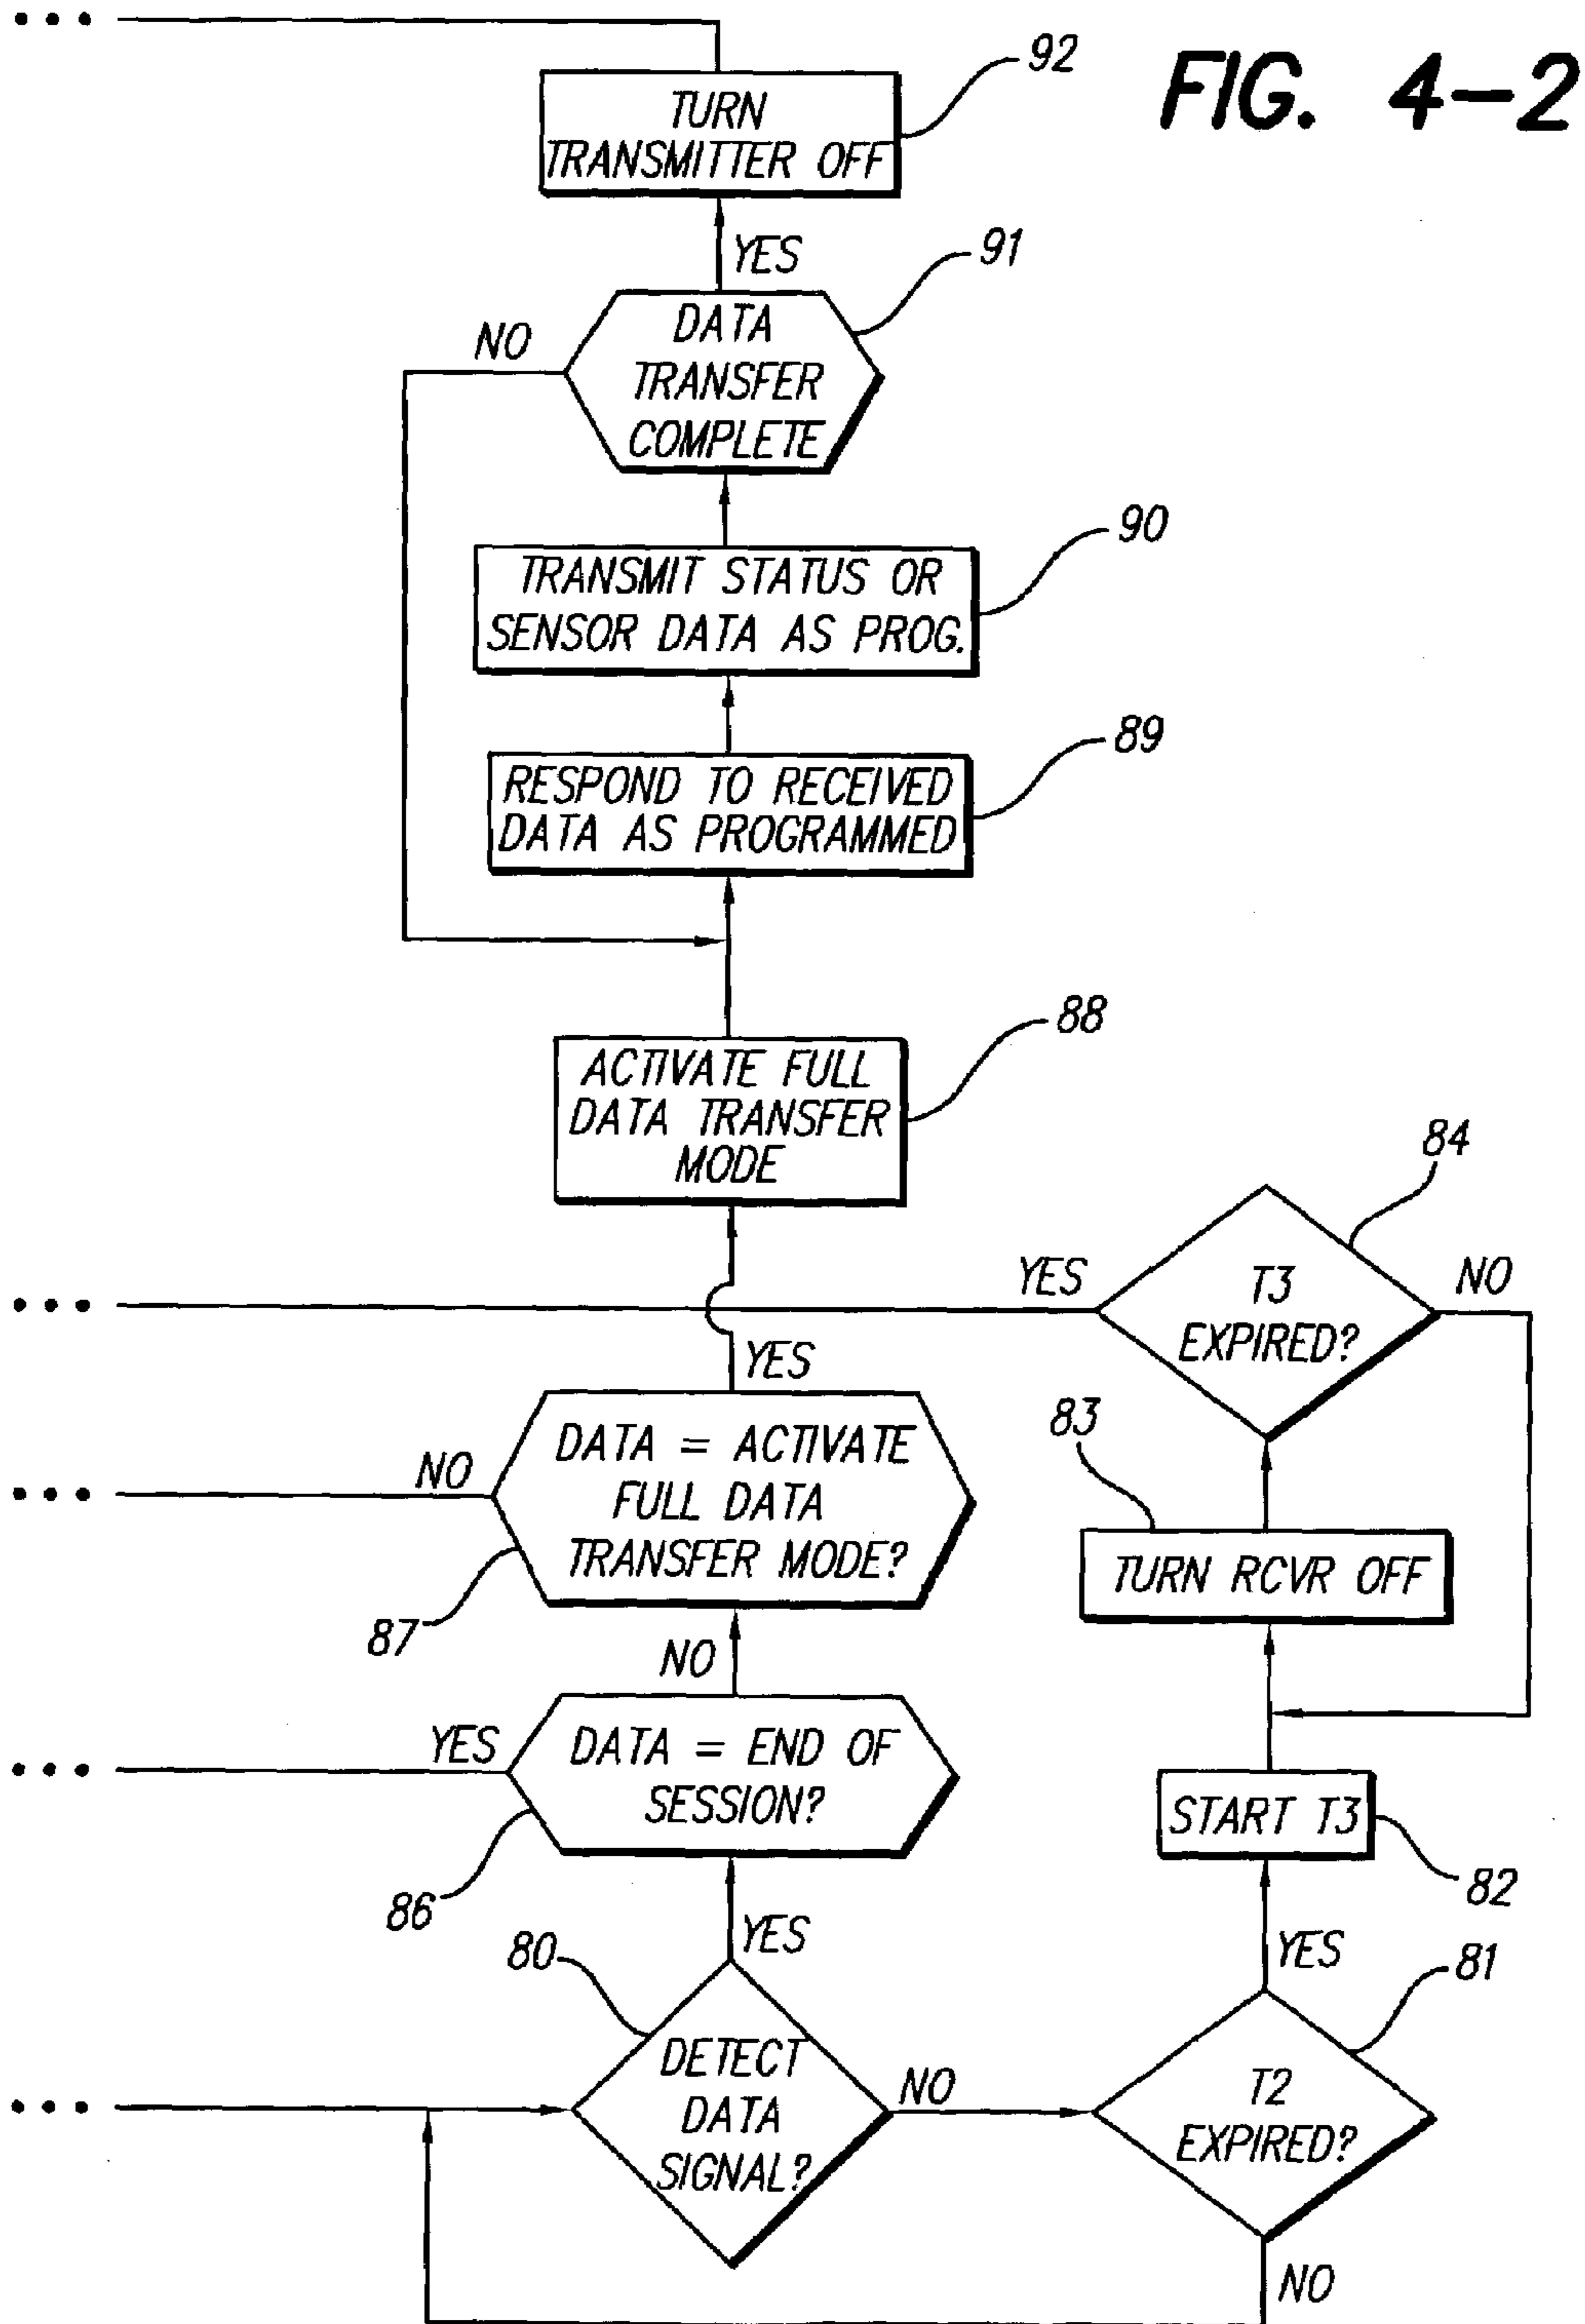 FIG. 4-2
92
TURN
TRANSMITTER OFF
YES
91
NO
DATA
TRANSFER
COMPLETE
90
TRANSMIT STATUS OR
SENSOR DATA AS PROG.
89
RESPOND TO RECEIVED
DATA AS PROGRAMMED
88
ACTIVATE FULL
DATA TRANSFER
MODE
84
YES
T3
EXPIRED?
NO
YES
83
NO
DATA = ACTIVATE
FULL DATA
TRANSFER MODE?
TURN RCVR OFF
87
NO
YES
DATA = END OF
SESSION?
START T3
86
82
80
YES
YES
81
DETECT
DATA
SIGNAL?
NO
T2
EXPIRED?
NO